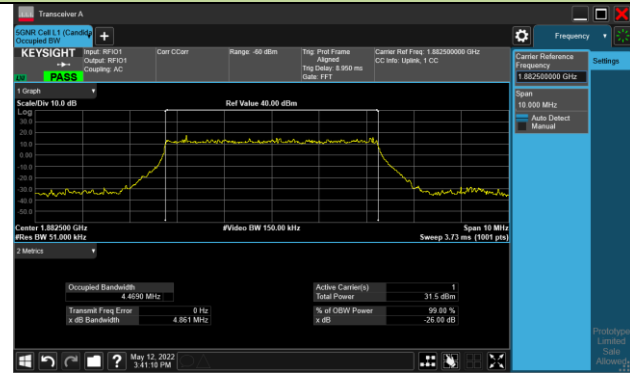 Transceiver A
5GNR Cell L1 (Candid
Occupied BW
KEYSIGHT
Input: RFIO1
Output: RFIO1
Coupling: AC
Corr CCorr
Range: -60 dBm
Trig: Prot Frame
Aligned
Trig Delay: 8.950 ms
Gate: FFT
Carrier Ref Freq: 1.882500000 GHz
CC Info: Uplink, 1 CC
PASS
Frequency
Settings
Carrier Reference
Frequency
1.882500000 GHz
Span
10.000 MHz
Auto Detect
Manual
1 Graph
Scale/Div 10.0 dB
Ref Value 40.00 dBm
Log
30.0
20.0
10.0
0.00
-10.0
-20.0
-30.0
-40.0
-50.0
Center 1.882500 GHz
#Video BW 150.00 kHz
Span 10 MHz
#Res BW 51.000 kHz
Sweep 3.73 ms (1001 pts)
2 Metrics
Occupied Bandwidth
4.4690 MHz
Transmit Freq Error 0 Hz
x dB Bandwidth 4.861 MHz
Active Carrier(s) 1
Total Power 31.5 dBm
% of OBW Power 99.00 %
x dB -26.00 dB
Prototype
Limited
Sale
Allowed
?
May 12, 2022
3:41:10 PM